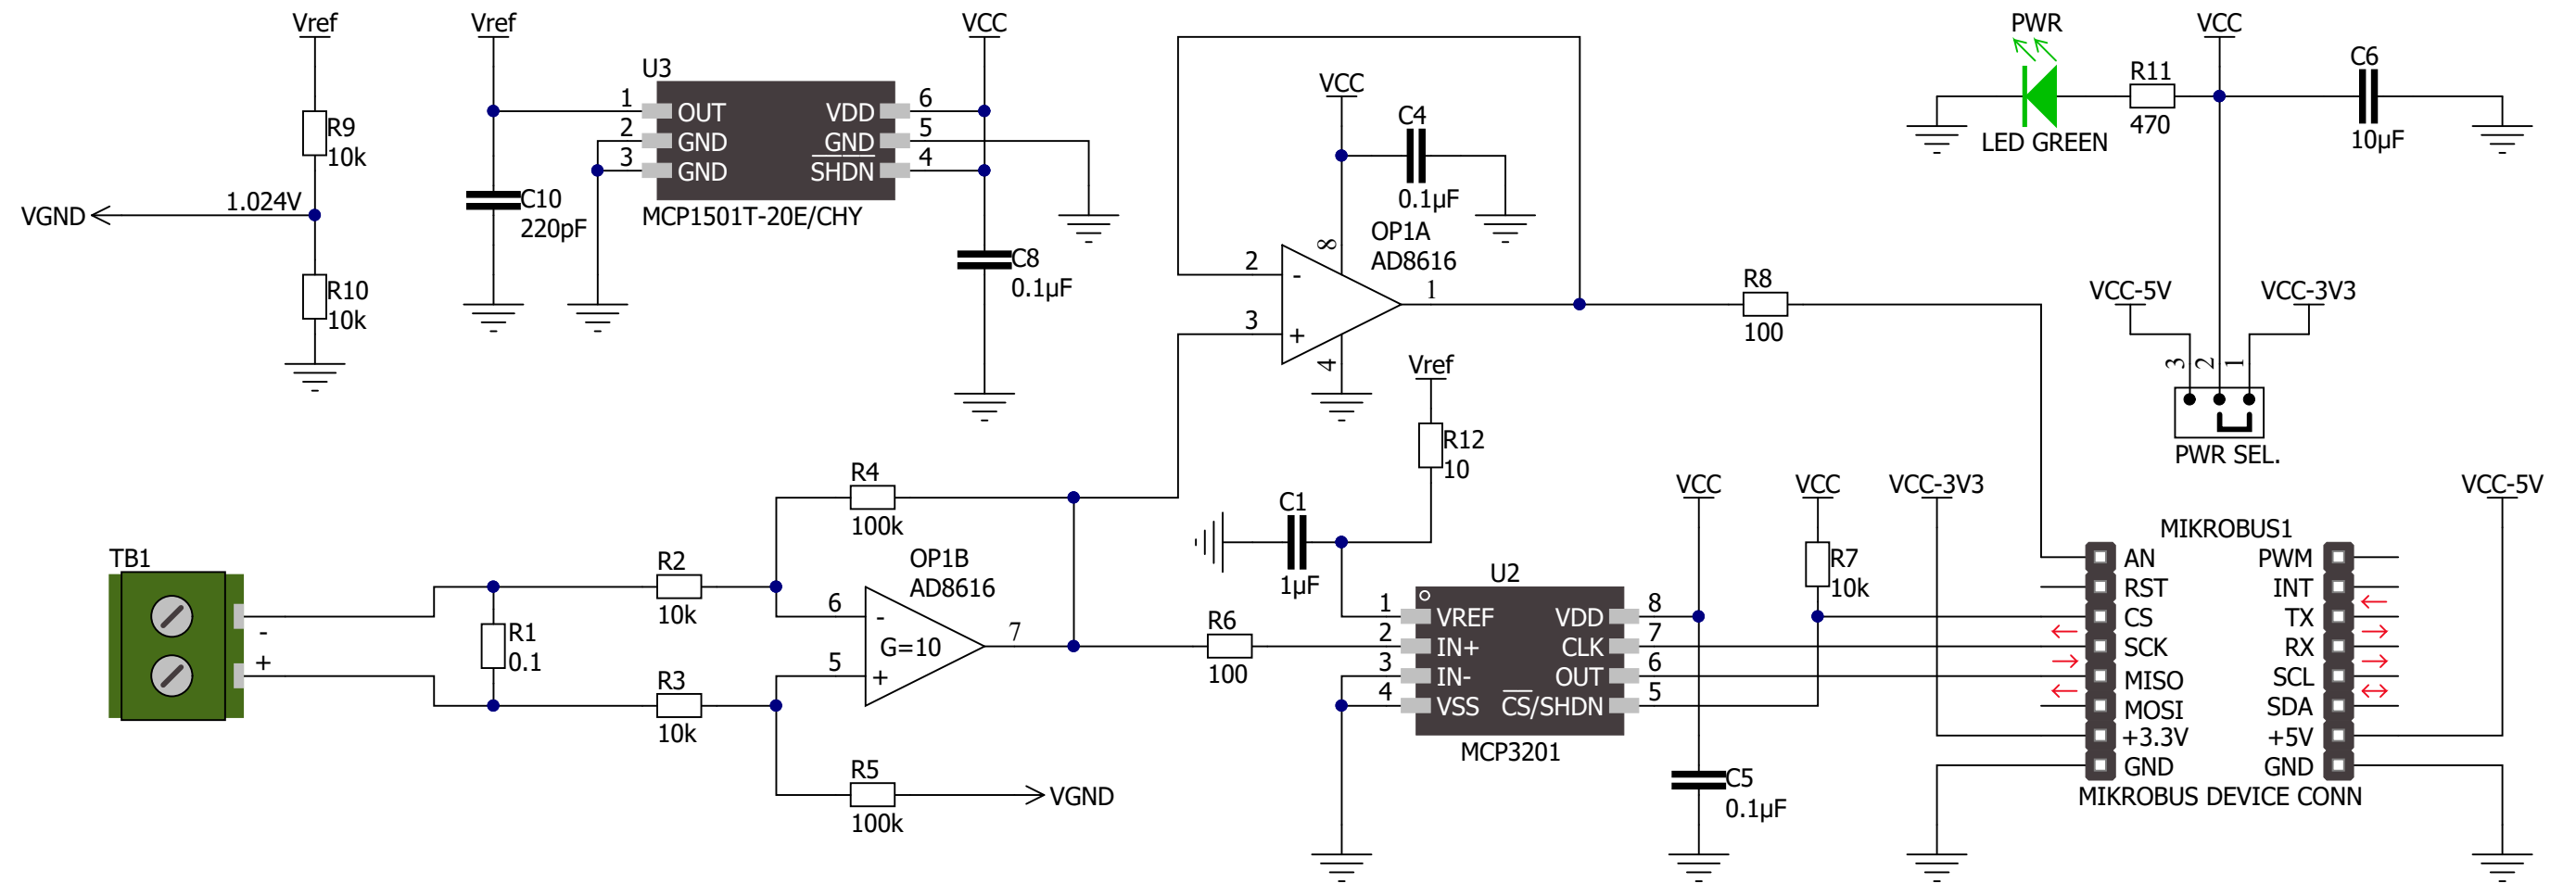 Vref
R9
10k
1.024V
VGND
R10
10k
Vref
C10
220pF
U3
1 OUT VDD 6
2 GND GND 5
3 GND SHDN 4
MCP1501T-20E/CHY
VCC
C8
0.1µF
VCC
C4
0.1µF
OP1A
AD8616
8
2 -
3 +
1
4
R8
100
PWR
LED GREEN
R11
470
VCC
C6
10µF
VCC-5V
VCC-3V3
3 2 1
PWR SEL.
TB1
-
+
R1
0.1
R2
10k
R3
10k
R4
100k
OP1B
AD8616
6 -
G=10
5 +
7
R5
100k
VGND
R6
100
Vref
R12
10
C1
1µF
U2
1 VREF VDD 8
2 IN+ CLK 7
3 IN- OUT 6
4 VSS CS/SHDN 5
MCP3201
VCC
C5
0.1µF
VCC
R7
10k
VCC-3V3
VCC-5V
MIKROBUS1
AN PWM
RST INT
CS TX
SCK RX
MISO SCL
MOSI SDA
+3.3V +5V
GND GND
MIKROBUS DEVICE CONN